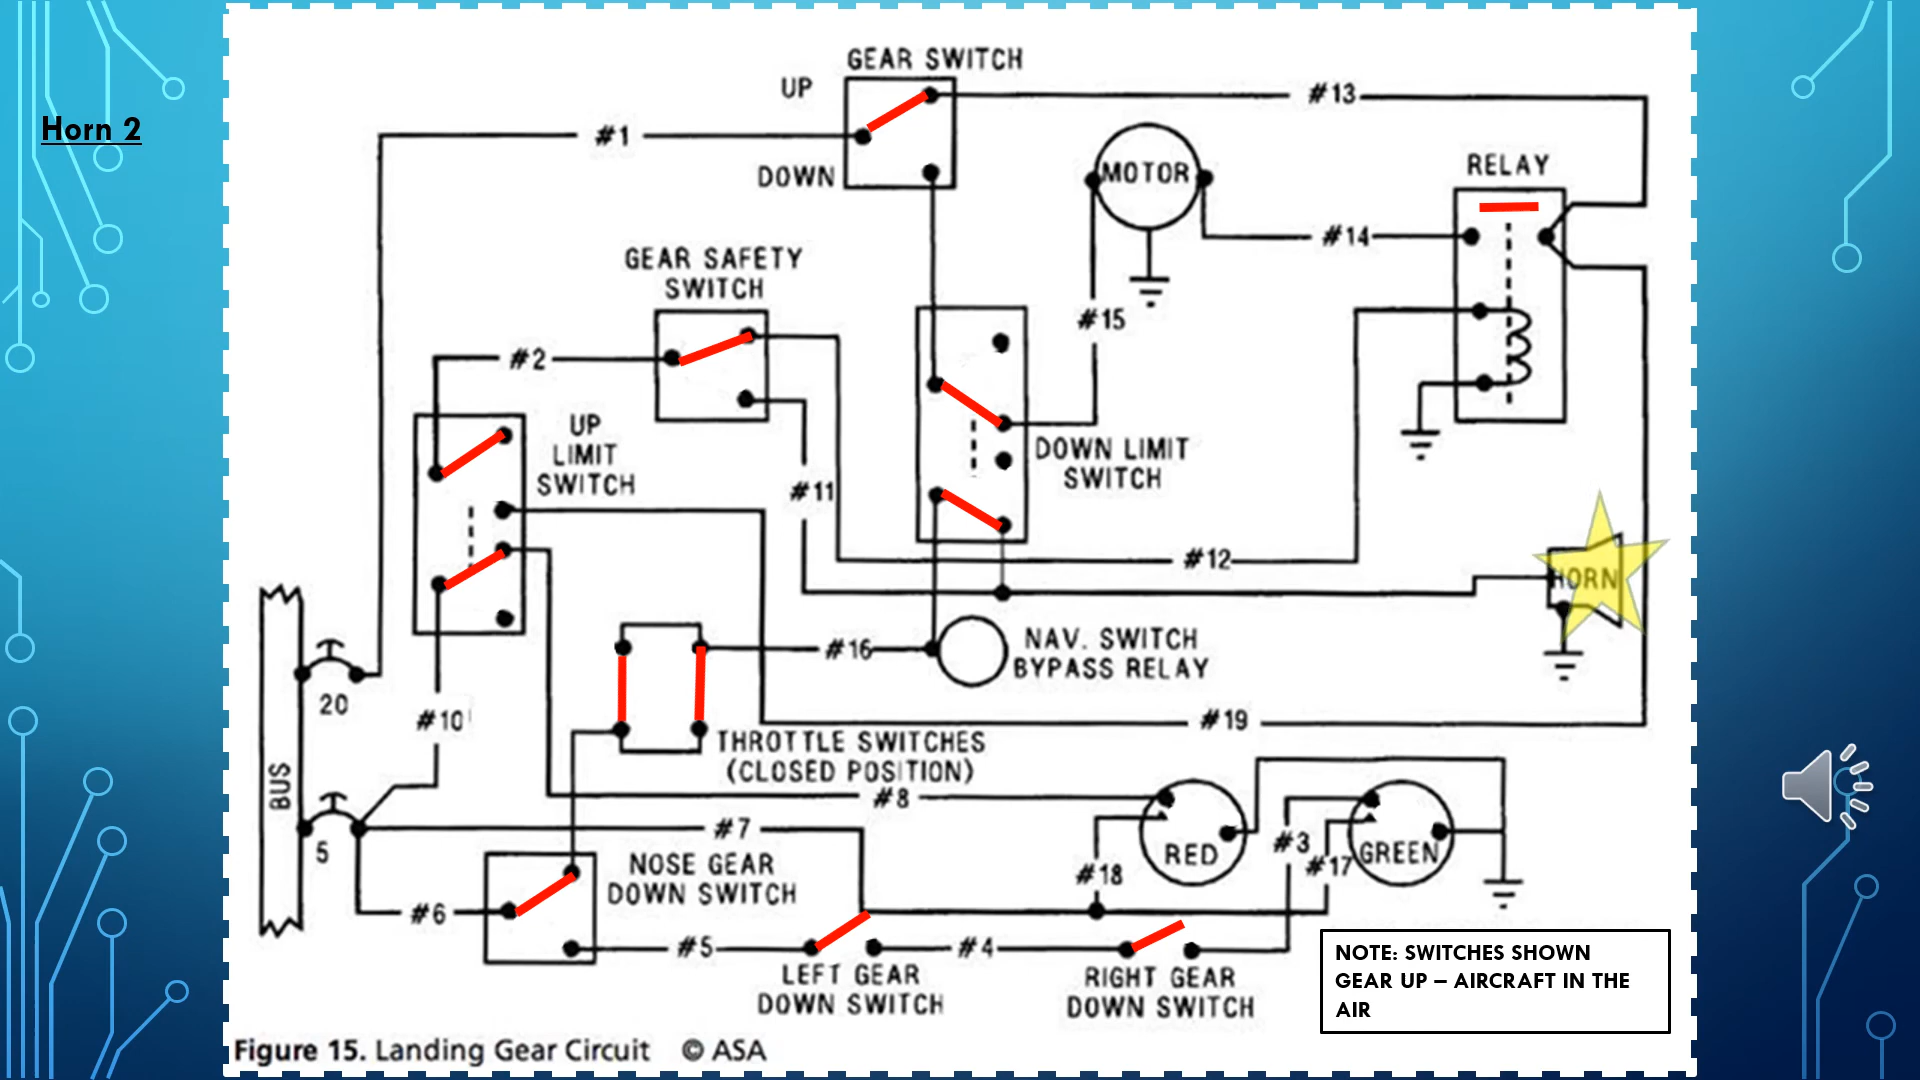 Horn 2
GEAR SWITCH
UP
#13
#1
DOWN
MOTOR
RELAY
#14
GEAR SAFETY
SWITCH
#15
#2
UP
LIMIT
SWITCH
DOWN LIMIT
SWITCH
#11
#12
HORN
#16
NAV. SWITCH
BYPASS RELAY
20
#10
#19
THROTTLE SWITCHES
(CLOSED POSITION)
BUS
#8
#7
5
#3
RED
GREEN
#17
#18
NOSE GEAR
DOWN SWITCH
#6
#5
#4
LEFT GEAR
DOWN SWITCH
RIGHT GEAR
DOWN SWITCH
NOTE: SWITCHES SHOWN
GEAR UP – AIRCRAFT IN THE
AIR
Figure 15. Landing Gear Circuit © ASA